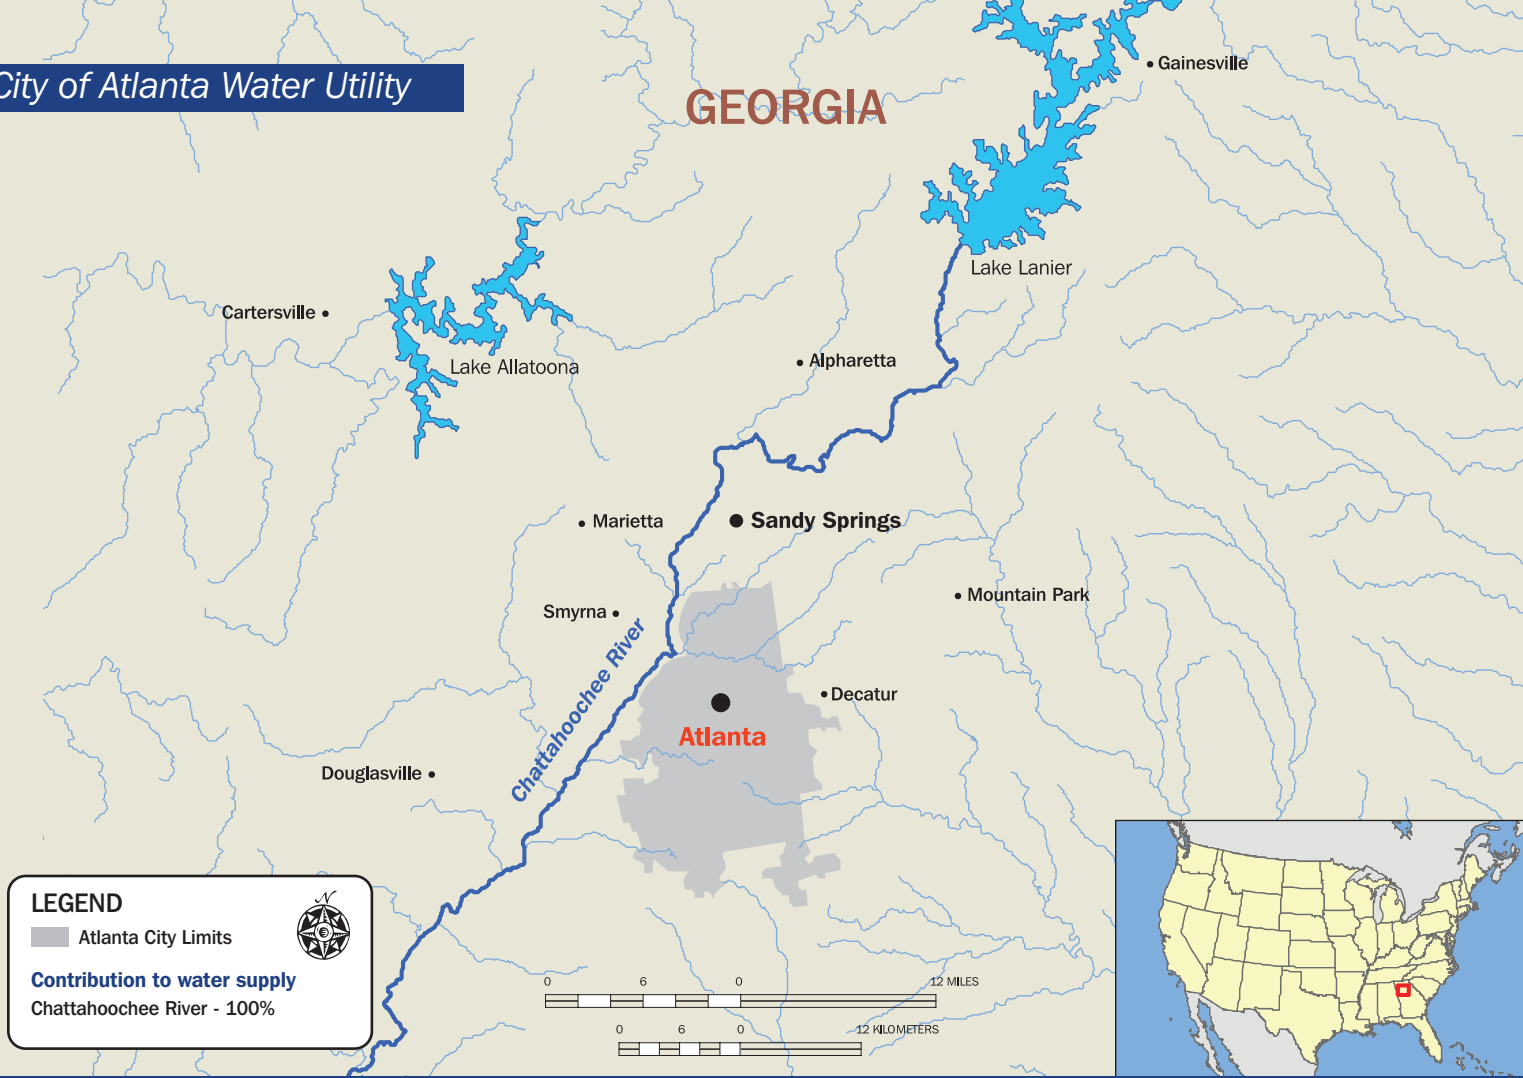 City of Atlanta Water Utility
GEORGIA
Gainesville
Lake Lanier
Cartersville
Lake Allatoona
Alpharetta
Marietta
Sandy Springs
Mountain Park
Smyrna
Chattahoochee River
Decatur
Atlanta
Douglasville
LEGEND
N
Atlanta City Limits
Contribution to water supply
Chattahoochee River - 100%
0 6 0 12 MILES
0 6 0 12 KILOMETERS